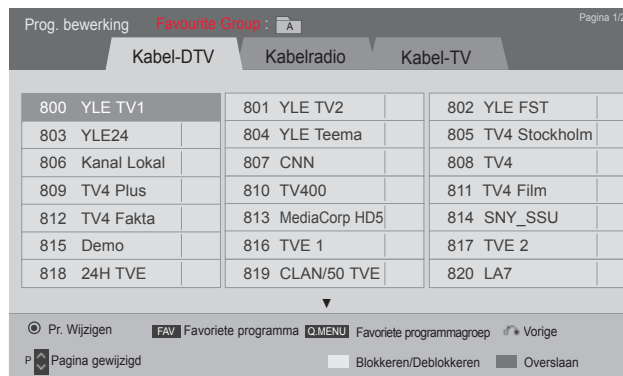 Prog. bewerking Favourite Group : A Pagina 1/2
Kabel-DTV Kabelradio Kabel-TV
800 YLE TV1 801 YLE TV2 802 YLE FST
803 YLE24 804 YLE Teema 805 TV4 Stockholm
806 Kanal Lokal 807 CNN 808 TV4
809 TV4 Plus 810 TV400 811 TV4 Film
812 TV4 Fakta 813 MediaCorp HD5 814 SNY_SSU
815 Demo 816 TVE 1 817 TVE 2
818 24H TVE 819 CLAN/50 TVE 820 LA7
Pr. Wijzigen FAV Favoriete programma Q.MENU Favoriete programmagroep Vorige
P Pagina gewijzigd Blokkeren/Deblokkeren Overslaan